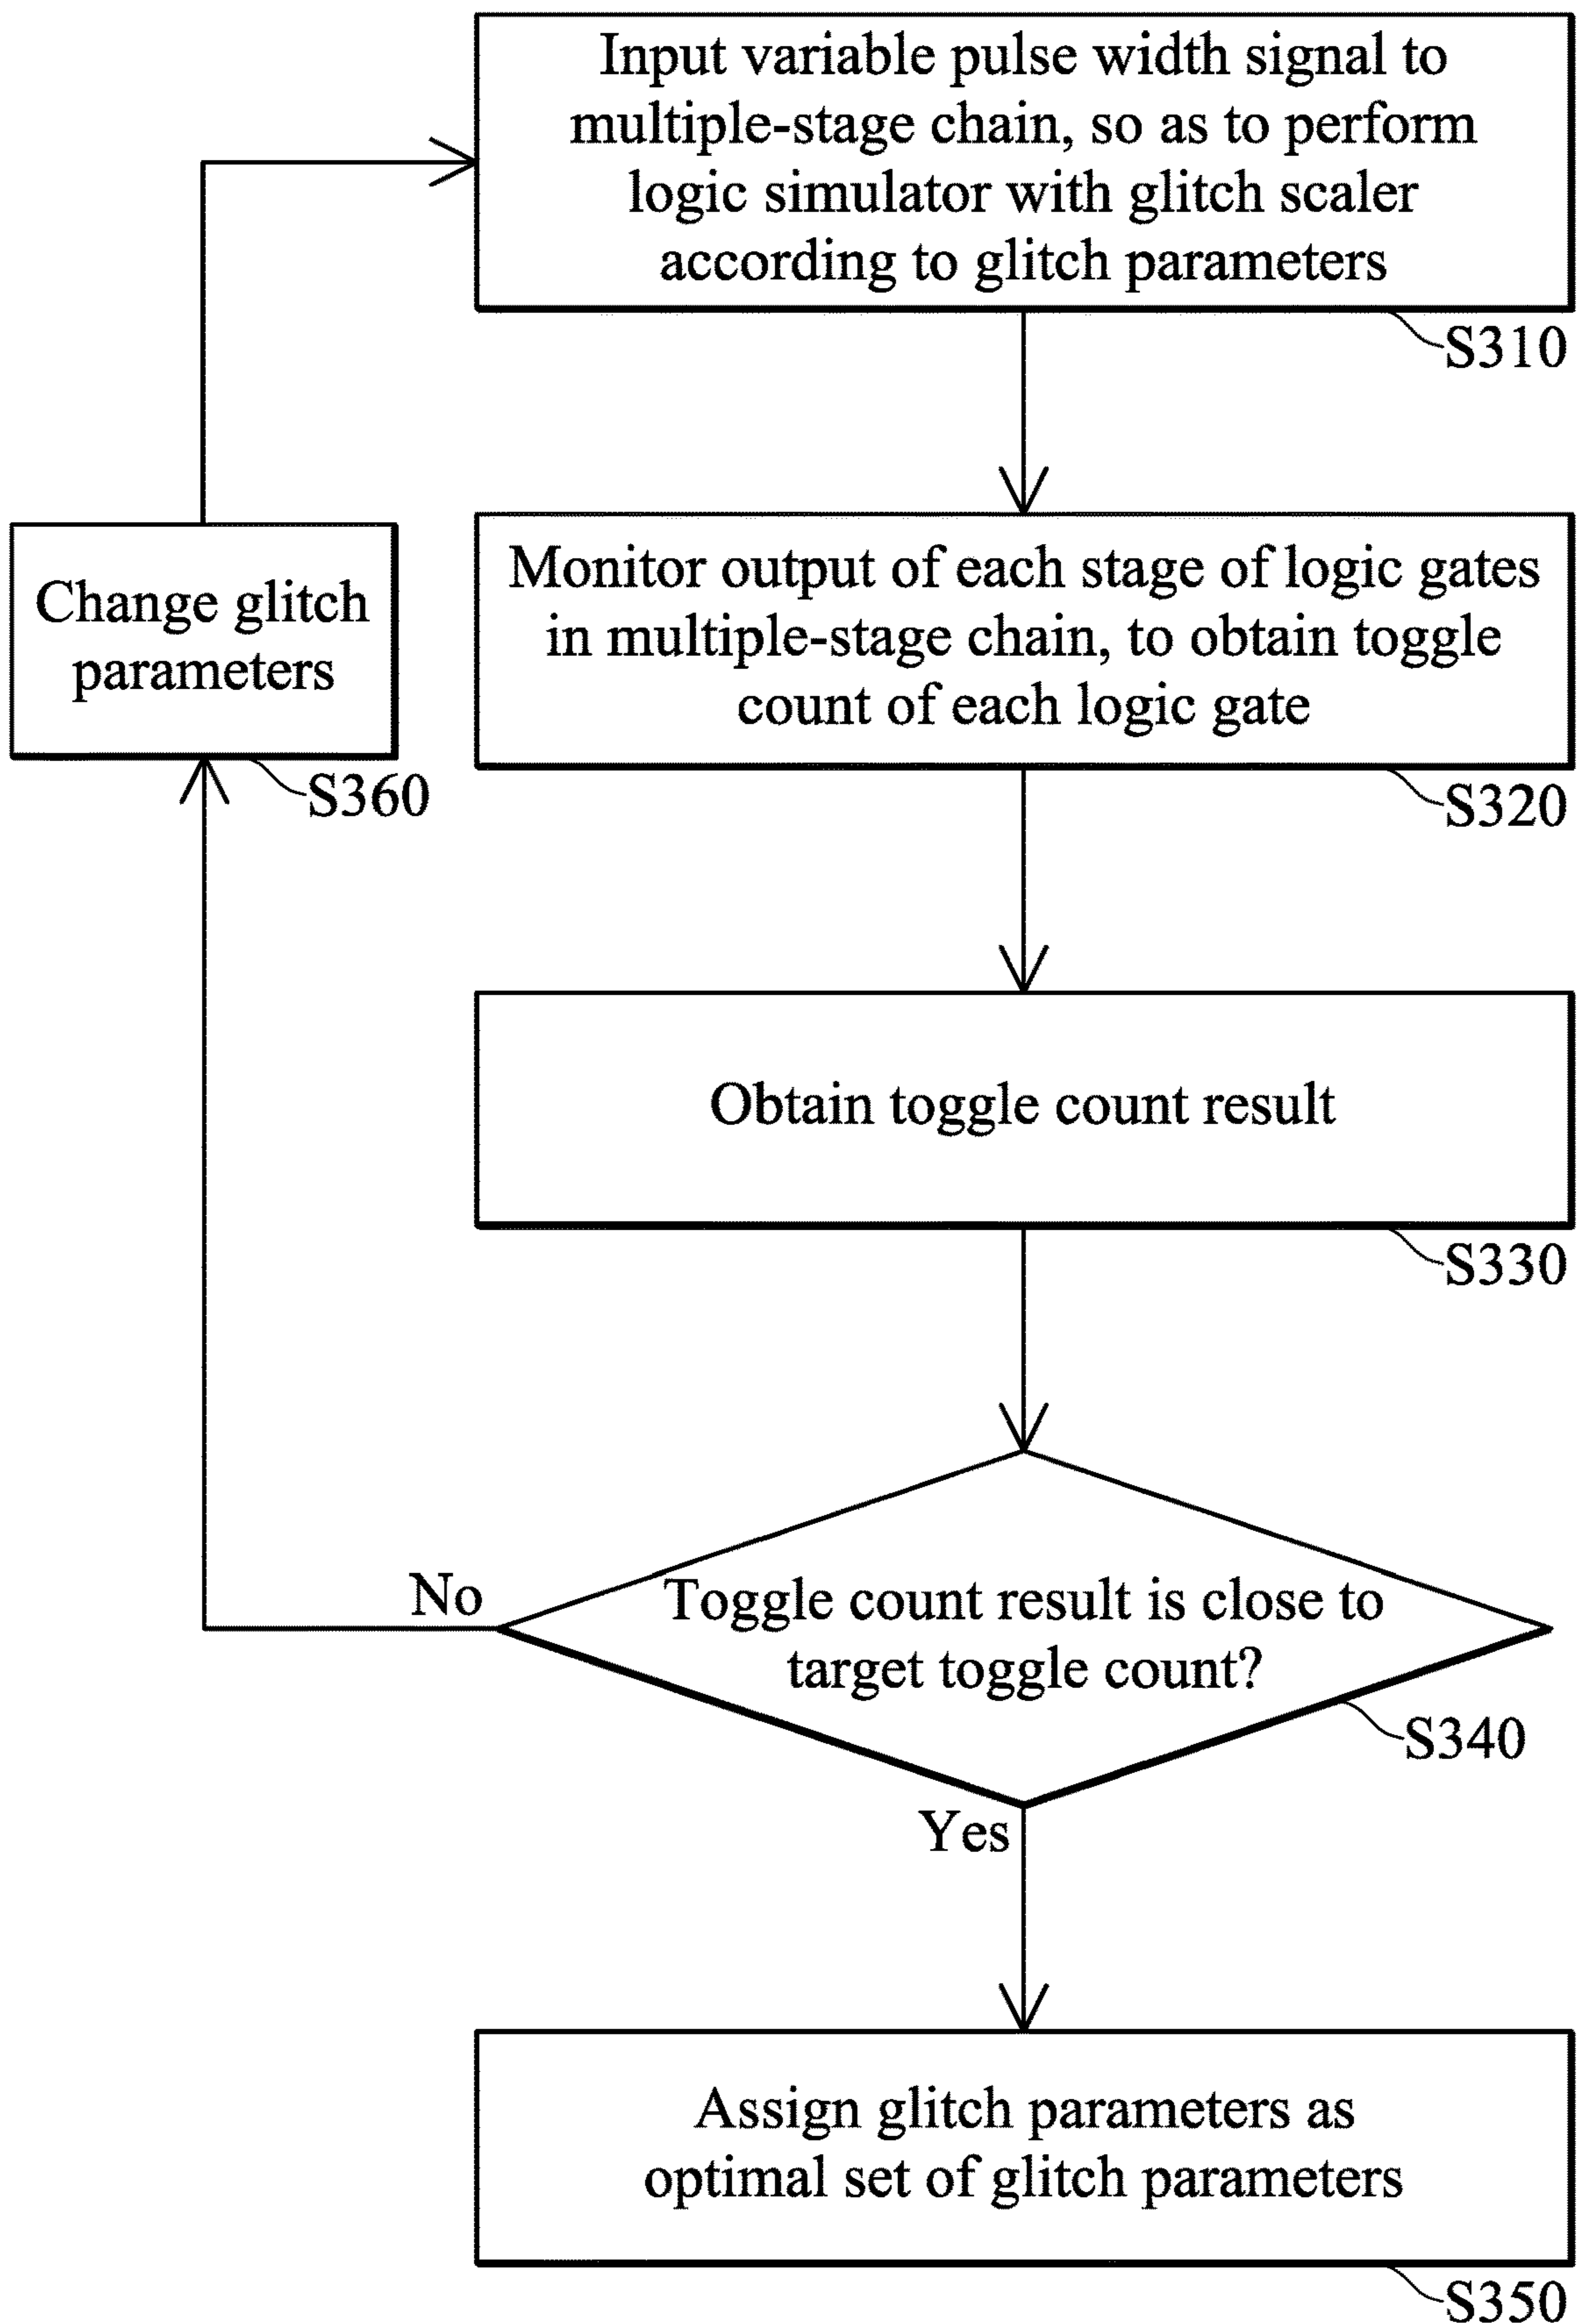 Input variable pulse width signal to
multiple-stage chain, so as to perform
logic simulator with glitch scaler
according to glitch parameters
S310
Change glitch
parameters
S360
Monitor output of each stage of logic gates
in multiple-stage chain, to obtain toggle
count of each logic gate
S320
Obtain toggle count result
S330
No
Toggle count result is close to
target toggle count?
S340
Yes
Assign glitch parameters as
optimal set of glitch parameters
S350